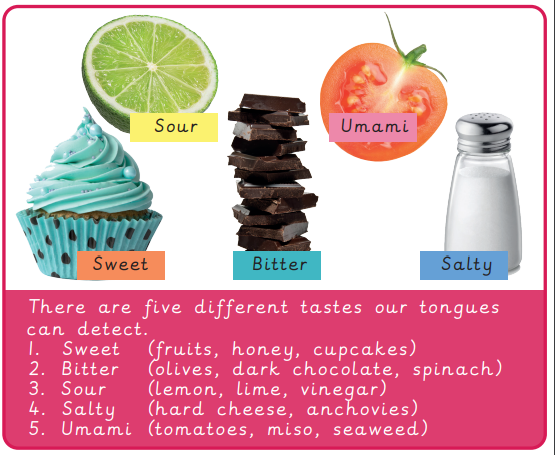 Sour
Umami
Sweet
Bitter
Salty
There are five different tastes our tongues
can detect.
1. Sweet (fruits, honey, cupcakes)
2. Bitter (olives, dark chocolate, spinach)
3. Sour (lemon, lime, vinegar)
4. Salty (hard cheese, anchovies)
5. Umami (tomatoes, miso, seaweed)